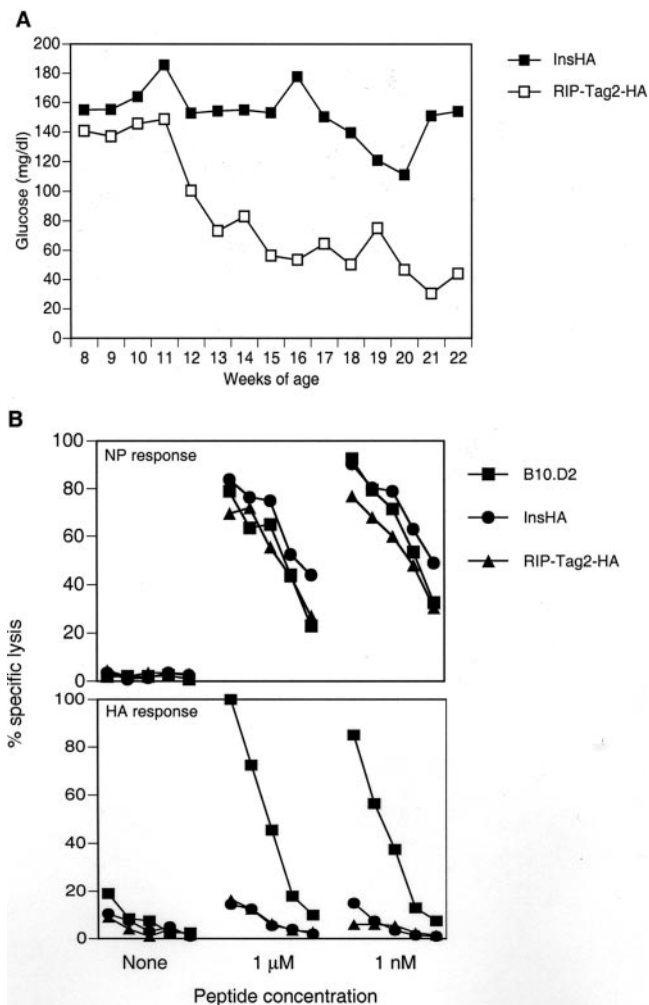 A
200
180
160
140
120
100
80
60
40
20
0
Glucose (mg/dl)
8 9 10 11 12 13 14 15 16 17 18 19 20 21 22
Weeks of age
InsHA
RIP-Tag2-HA
B
NP response
100
80
60
40
20
0
B10.D2
InsHA
RIP-Tag2-HA
% specific lysis
HA response
100
80
60
40
20
0
None 1 μM 1 nM
Peptide concentration